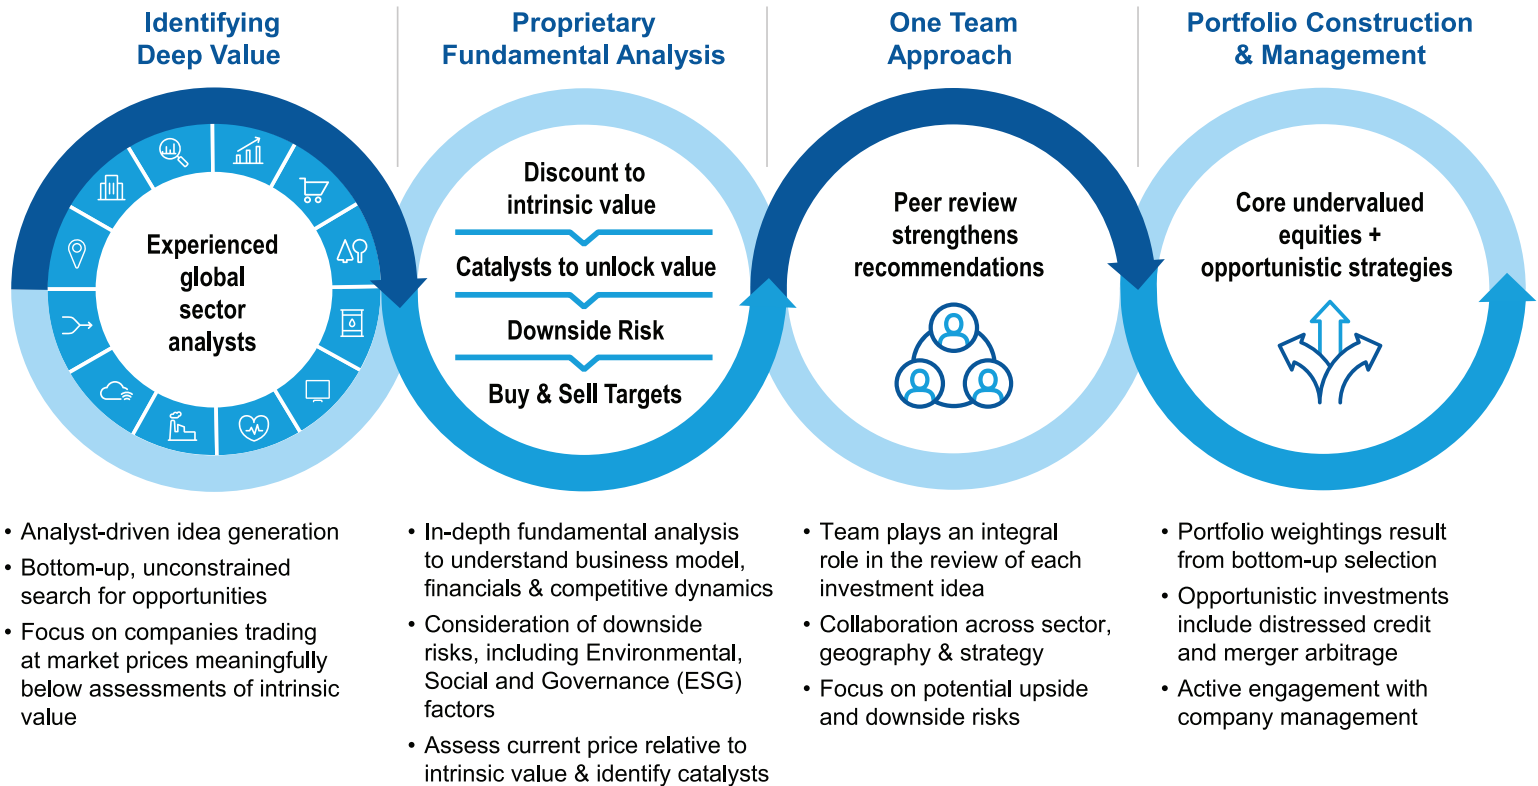 Identifying
Deep Value
Proprietary
Fundamental Analysis
One Team
Approach
Portfolio Construction
& Management
Experienced
global
sector
analysts
Discount to
intrinsic value
Catalysts to unlock value
Downside Risk
Buy & Sell Targets
Peer review
strengthens
recommendations
Core undervalued
equities +
opportunistic strategies
• Analyst-driven idea generation
• Bottom-up, unconstrained
search for opportunities
• Focus on companies trading
at market prices meaningfully
below assessments of intrinsic
value
• In-depth fundamental analysis
to understand business model,
financials & competitive dynamics
• Consideration of downside
risks, including Environmental,
Social and Governance (ESG)
factors
• Assess current price relative to
intrinsic value & identify catalysts
• Team plays an integral
role in the review of each
investment idea
• Collaboration across sector,
geography & strategy
• Focus on potential upside
and downside risks
• Portfolio weightings result
from bottom-up selection
• Opportunistic investments
include distressed credit
and merger arbitrage
• Active engagement with
company management